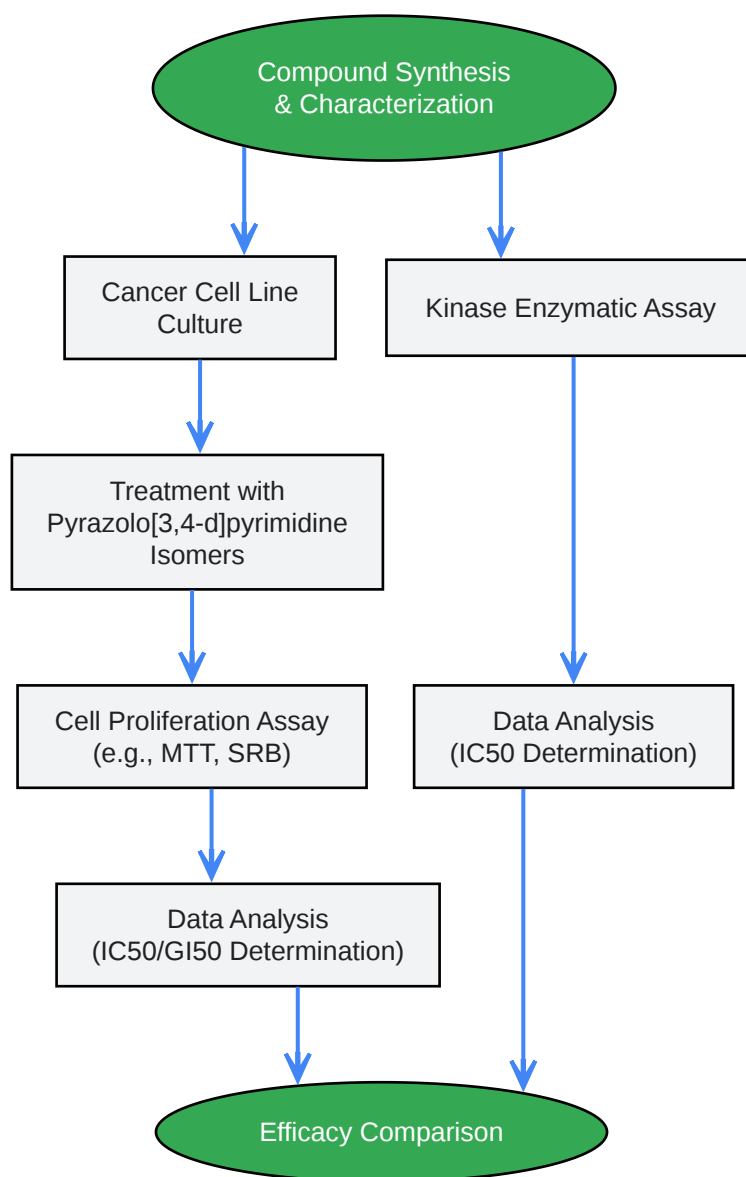 Compound Synthesis
& Characterization
Cancer Cell Line
Culture
Kinase Enzymatic Assay
Treatment with
Pyrazolo[3,4-d]pyrimidine
Isomers
Cell Proliferation Assay
(e.g., MTT, SRB)
Data Analysis
(IC50 Determination)
Data Analysis
(IC50/GI50 Determination)
Efficacy Comparison